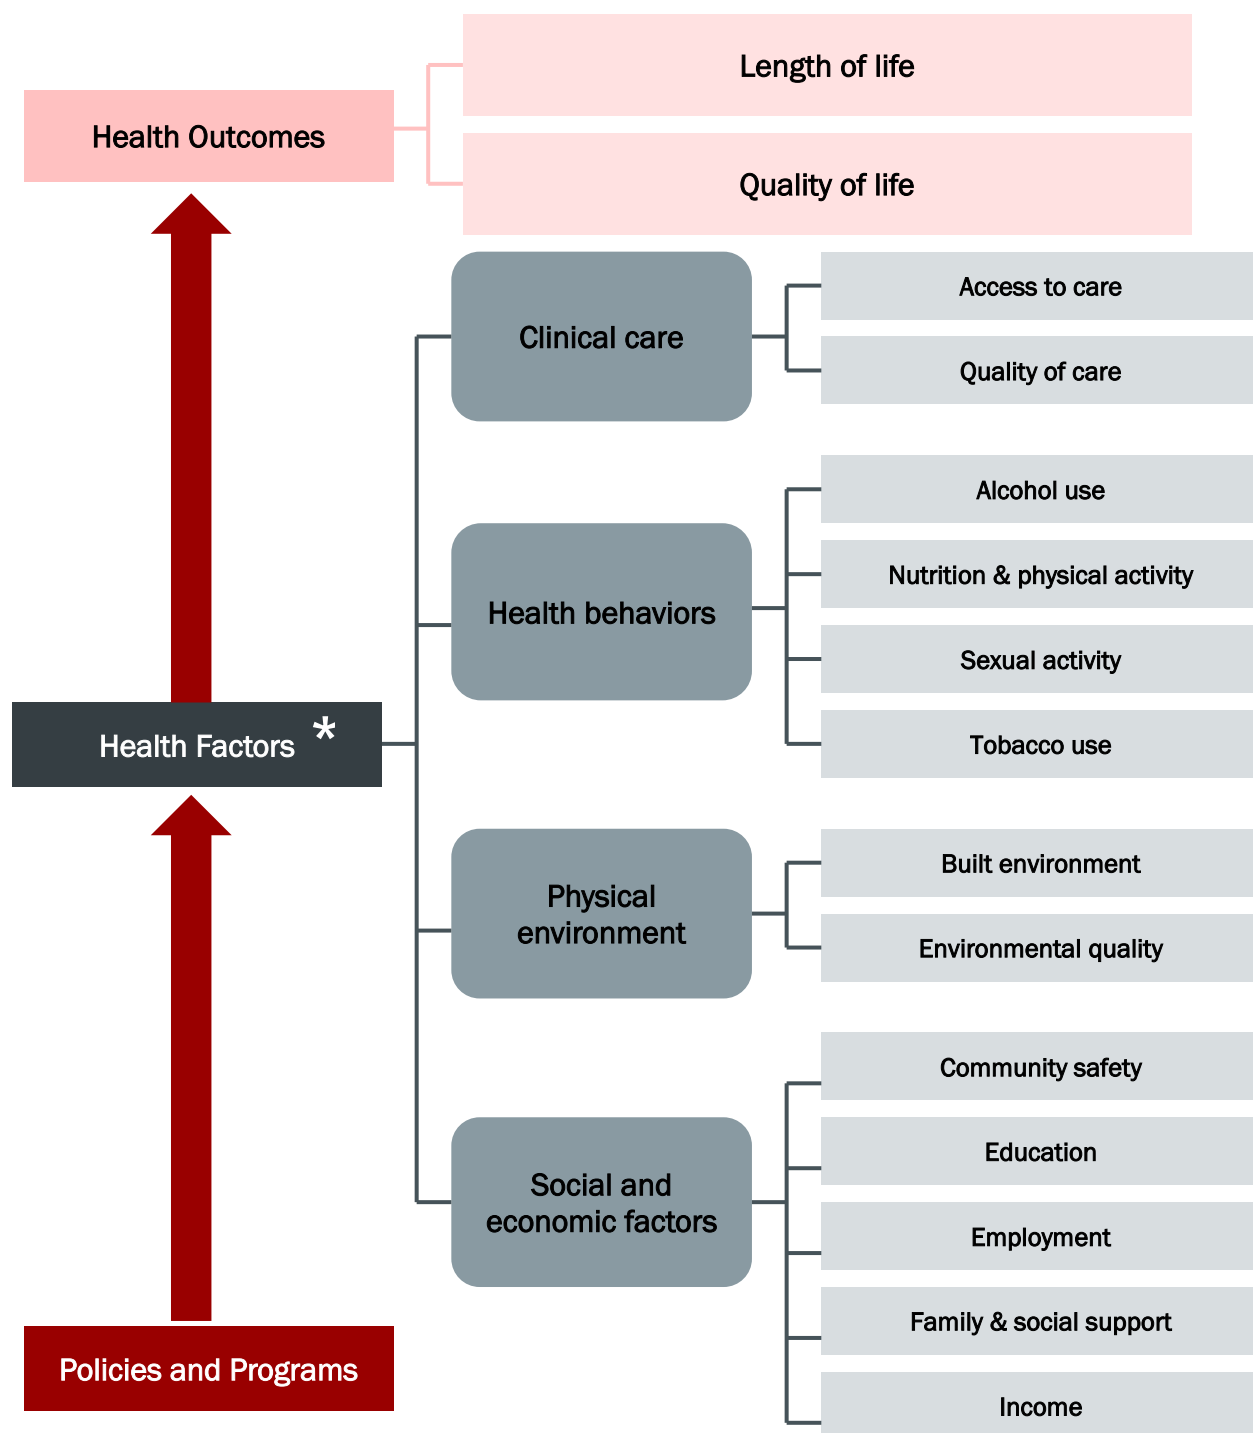 Length of life
Health Outcomes
Quality of life
Access to care
Clinical care
Quality of care
Alcohol use
Nutrition & physical activity
Health behaviors
Sexual activity
Health Factors *
Tobacco use
Built environment
Physical
environment
Environmental quality
Community safety
Education
Social and
economic factors
Employment
Family & social support
Policies and Programs
Income